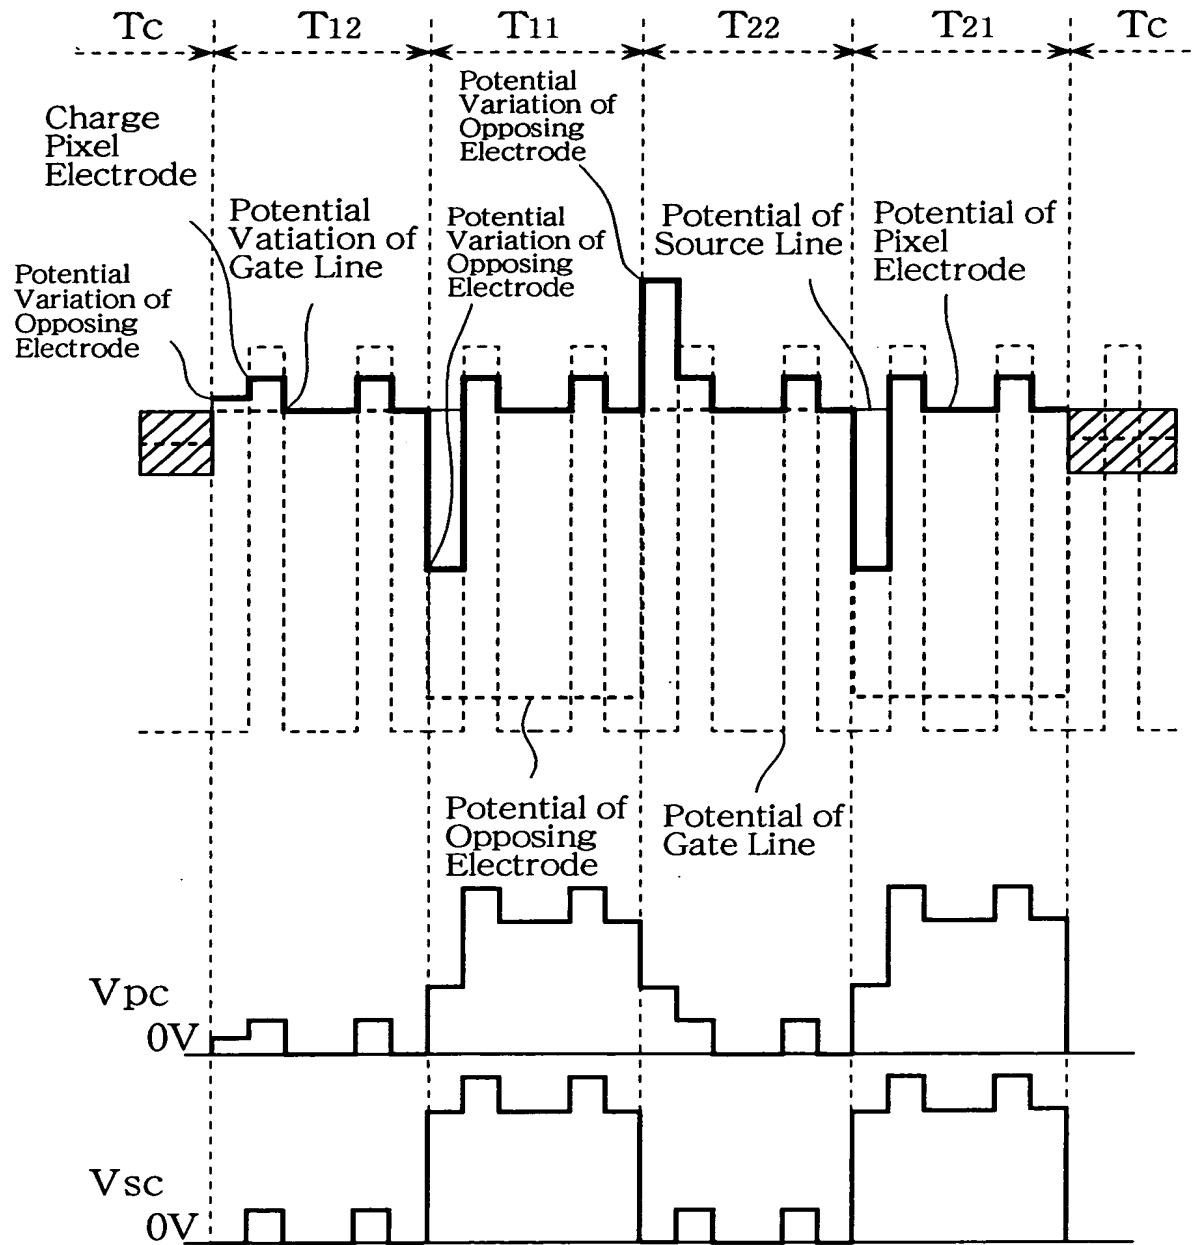 Tc T12 T11 T22 T21 Tc
Charge
Pixel
Electrode
Potential
Variation of
Opposing
Electrode
Potential
Vatiation of
Gate Line
Potential
Variation of
Opposing
Electrode
Potential of
Source Line
Potential of
Pixel
Electrode
Potential
Variation of
Opposing
Electrode
Potential of
Opposing
Electrode
Potential of
Gate Line
Vpc
0V
Vsc
0V